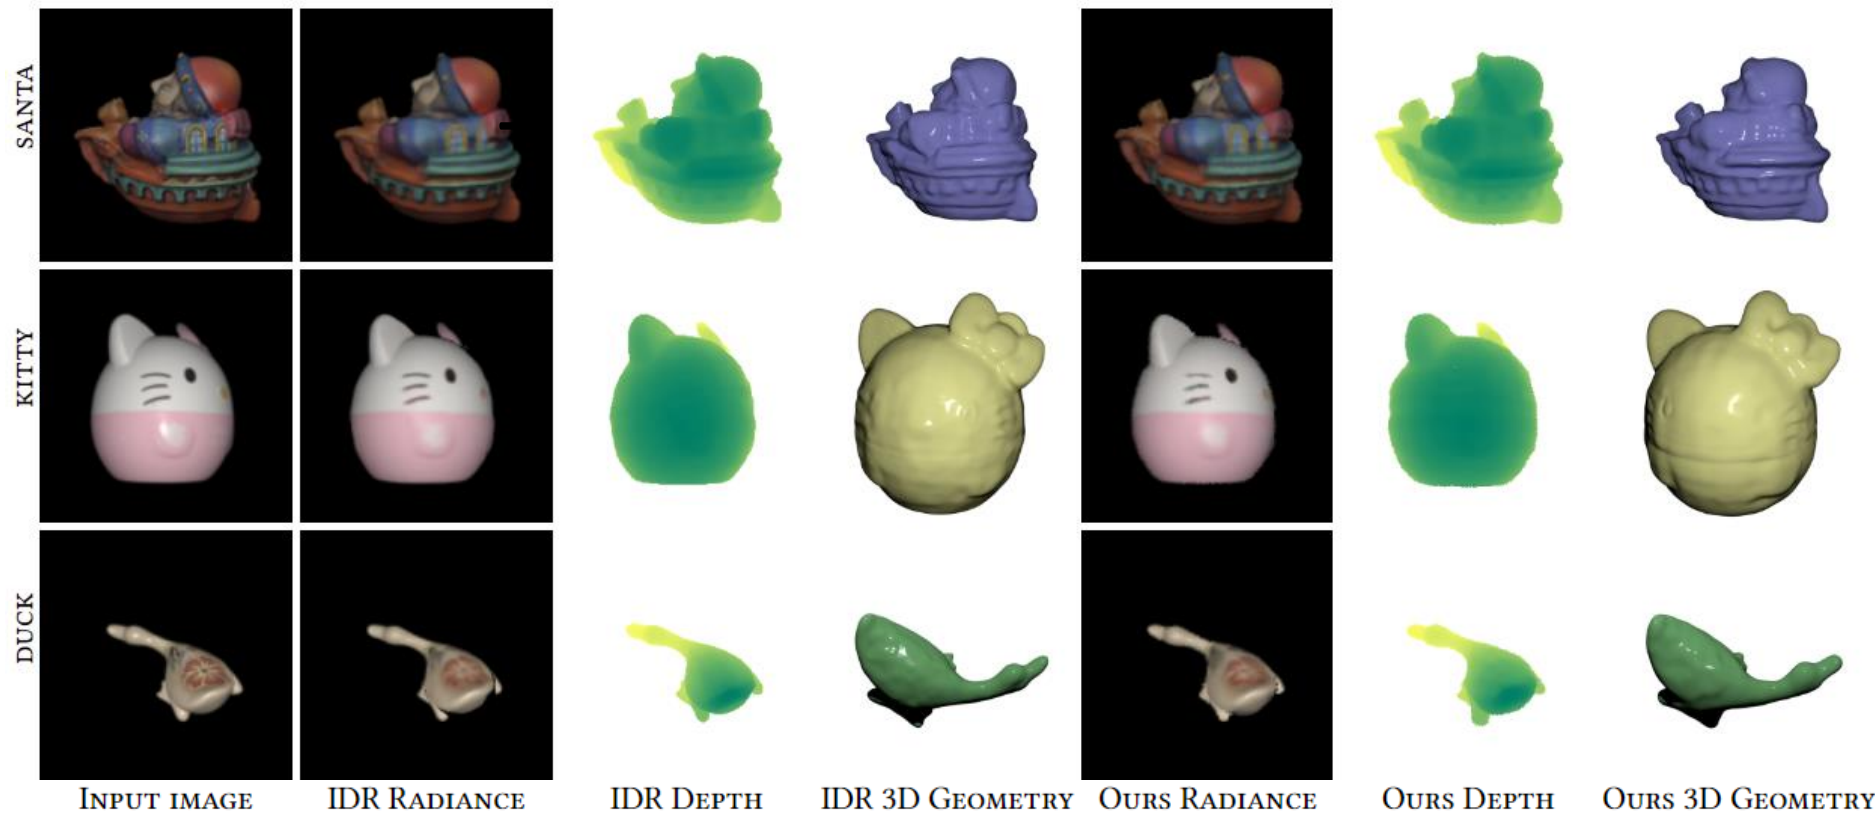 SANTA
KITTY
DUCK
INPUT IMAGE
IDR RADIANCE
IDR DEPTH
IDR 3D GEOMETRY
OURS RADIANCE
OURS DEPTH
OURS 3D GEOMETRY